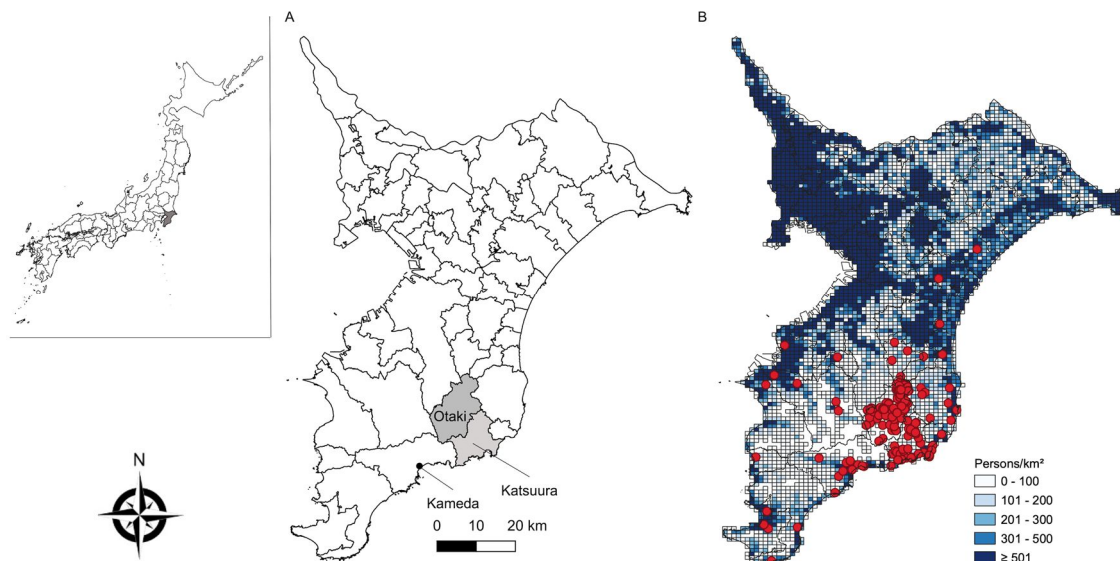 A
B
Otaki
N
Kameda
Katsuura
0 10 20 km
Persons/km²
0 - 100
101 - 200
201 - 300
301 - 500
≥ 501